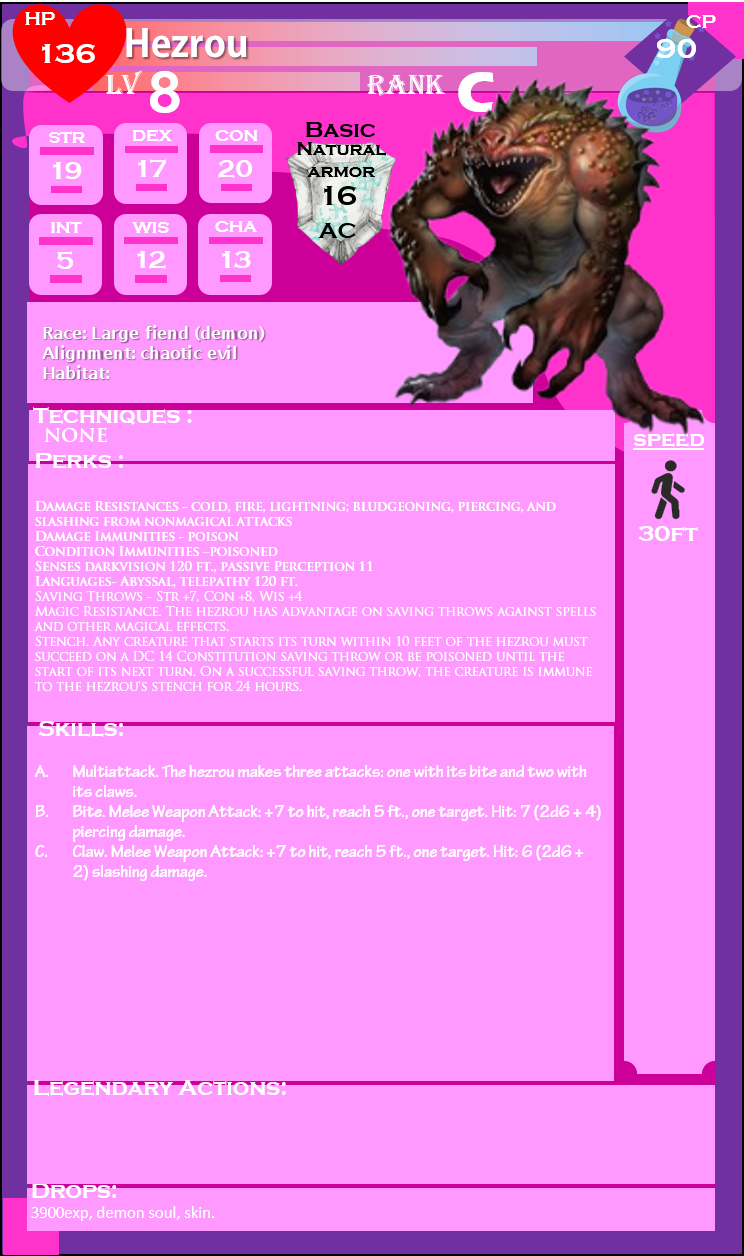 HP
136
Hezrou
CP
90
LV 8
RANK C
STR
19
DEX
17
CON
20
INT
5
WIS
12
CHA
13
BASIC
NATURAL
ARMOR
16
AC
Race: Large fiend (demon)
Alignment: chaotic evil
Habitat:
TECHNIQUES :
NONE
PERKS :
DAMAGE RESISTANCES - COLD, FIRE, LIGHTNING; BLUDGEONING, PIERCING, AND
SLASHING FROM NONMAGICAL ATTACKS
DAMAGE IMMUNITIES - POISON
CONDITION IMMUNITIES –POISONED
SENSES DARKVISION 120 FT., PASSIVE PERCEPTION 11
LANGUAGES- ABYSSAL, TELEPATHY 120 FT.
SAVING THROWS - STR +7, CON +8, WIS +4
MAGIC RESISTANCE. THE HEZROU HAS ADVANTAGE ON SAVING THROWS AGAINST SPELLS
AND OTHER MAGICAL EFFECTS.
STENCH. ANY CREATURE THAT STARTS ITS TURN WITHIN 10 FEET OF THE HEZROU MUST
SUCCEED ON A DC 14 CONSTITUTION SAVING THROW OR BE POISONED UNTIL THE
START OF ITS NEXT TURN. ON A SUCCESSFUL SAVING THROW, THE CREATURE IS IMMUNE
TO THE HEZROU'S STENCH FOR 24 HOURS.
SPEED
30FT
SKILLS:
A. Multiattack. The hezrou makes three attacks: one with its bite and two with
its claws.
B. Bite. Melee Weapon Attack: +7 to hit, reach 5 ft., one target. Hit: 7 (2d6 + 4)
piercing damage.
C. Claw. Melee Weapon Attack: +7 to hit, reach 5 ft., one target. Hit: 6 (2d6 +
2) slashing damage.
LEGENDARY ACTIONS:
DROPS:
3900exp, demon soul, skin.